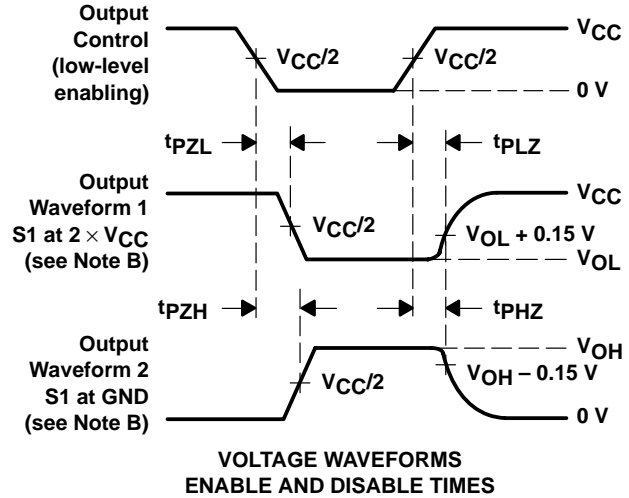 Output
Control
(low-level
enabling)
VCC/2
VCC/2
VCC
0 V
tPZL
tPLZ
Output
Waveform 1
S1 at 2 × VCC
(see Note B)
VCC/2
VCC
VOL + 0.15 V
VOL
tPZH
tPHZ
Output
Waveform 2
S1 at GND
(see Note B)
VCC/2
VOH
VOH – 0.15 V
0 V
VOLTAGE WAVEFORMS
ENABLE AND DISABLE TIMES